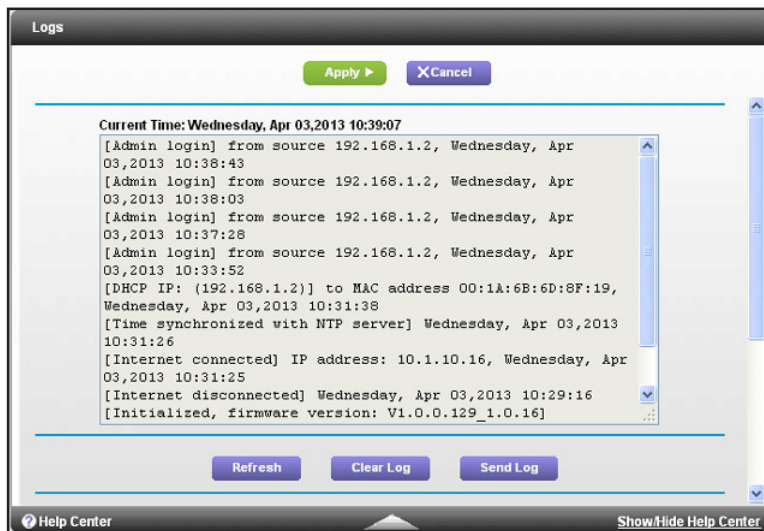 Logs
Apply
Cancel
Current Time: Wednesday, Apr 03,2013 10:39:07
[Admin login] from source 192.168.1.2, Wednesday, Apr
03,2013 10:38:43
[Admin login] from source 192.168.1.2, Wednesday, Apr
03,2013 10:38:03
[Admin login] from source 192.168.1.2, Wednesday, Apr
03,2013 10:37:28
[Admin login] from source 192.168.1.2, Wednesday, Apr
03,2013 10:33:52
[DHCP IP: (192.168.1.2)] to MAC address 00:1A:6B:6D:8F:19,
Wednesday, Apr 03,2013 10:31:38
[Time synchronized with NTP server] Wednesday, Apr 03,2013
10:31:26
[Internet connected] IP address: 10.1.10.16, Wednesday, Apr
03,2013 10:31:25
[Internet disconnected] Wednesday, Apr 03,2013 10:29:16
[Initialized, firmware version: V1.0.0.129_1.0.16]
Refresh
Clear Log
Send Log
Help Center
Show/Hide Help Center